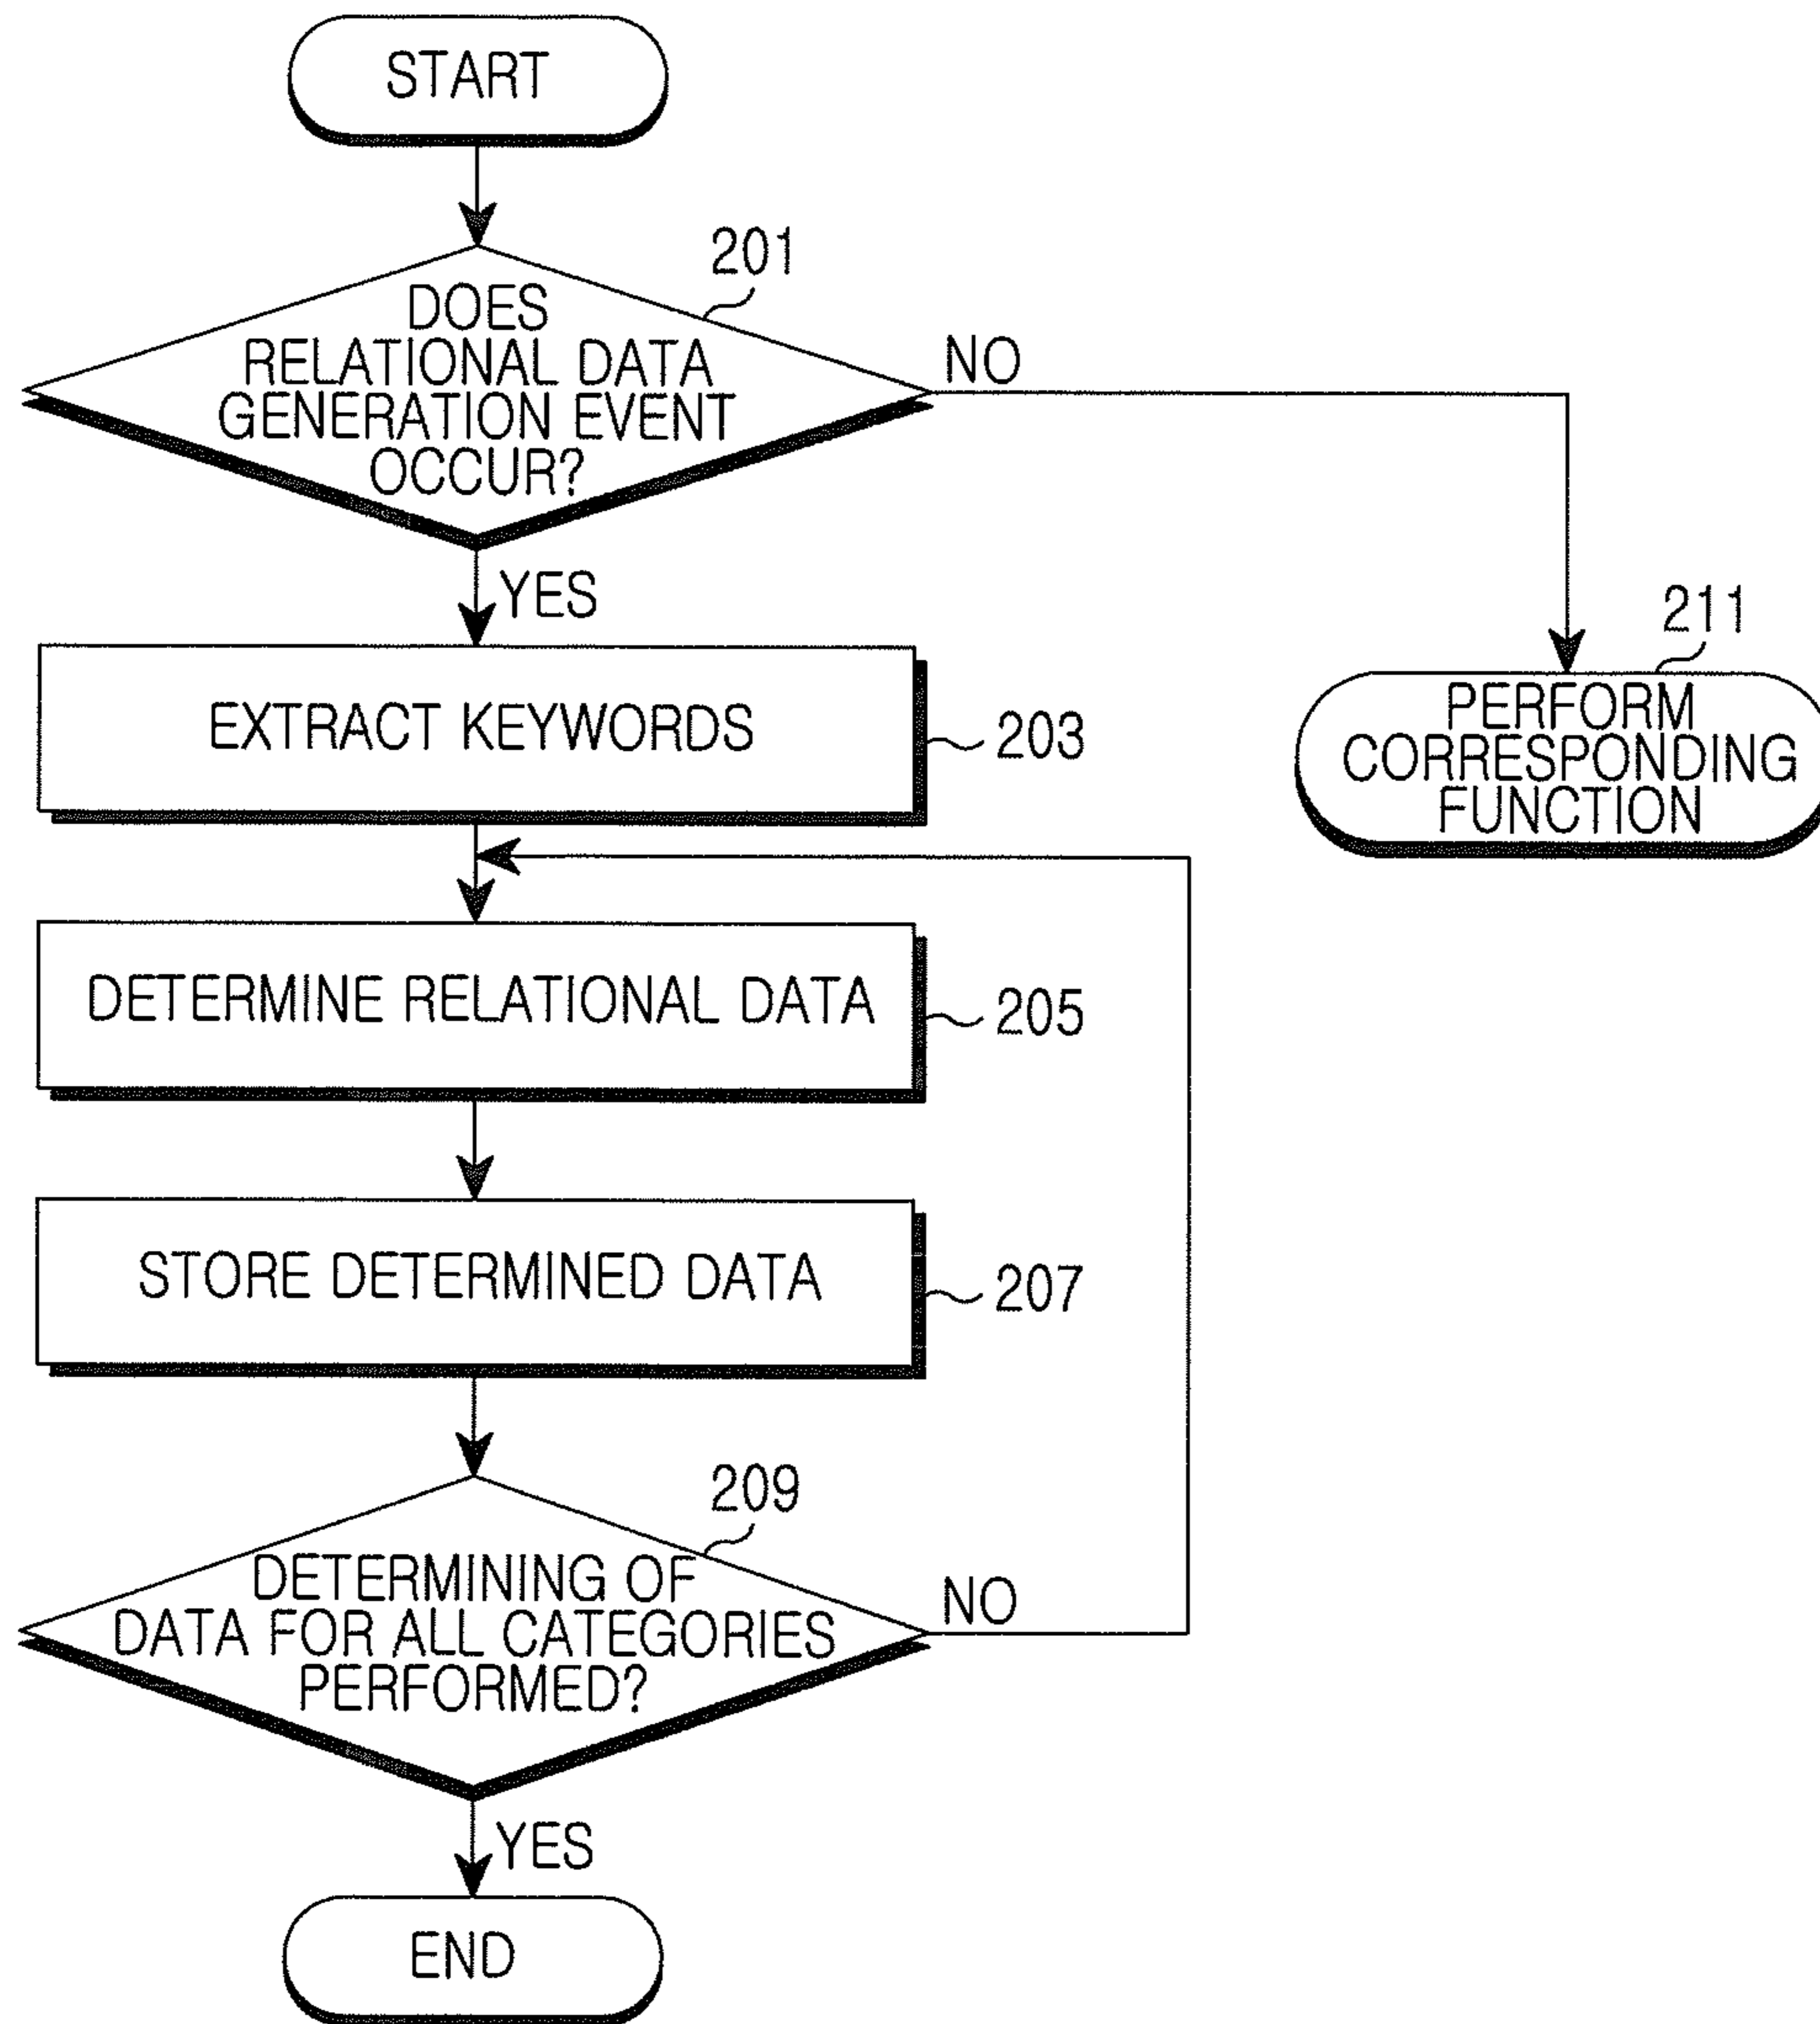 START
201
DOES
RELATIONAL DATA
GENERATION EVENT
OCCUR?
NO
YES
211
PERFORM
CORRESPONDING
FUNCTION
EXTRACT KEYWORDS
203
DETERMINE RELATIONAL DATA
205
STORE DETERMINED DATA
207
209
DETERMINING OF
DATA FOR ALL CATEGORIES
PERFORMED?
NO
YES
END